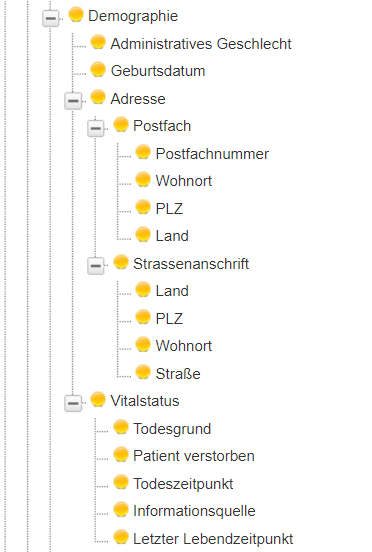 Demographie
Administratives Geschlecht
Geburtsdatum
Adresse
Postfach
Postfachnummer
Wohnort
PLZ
Land
Strassenanschrift
Land
PLZ
Wohnort
Straße
Vitalstatus
Todesgrund
Patient verstorben
Todeszeitpunkt
Informationsquelle
Letzter Lebendzeitpunkt